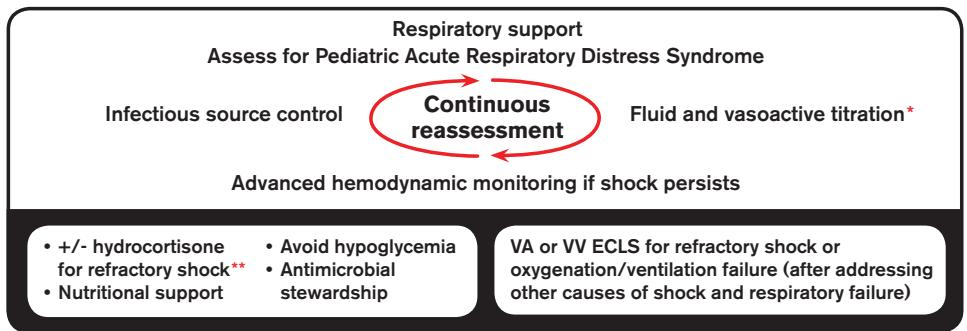 Respiratory support
Assess for Pediatric Acute Respiratory Distress Syndrome
Infectious source control
Continuous
reassessment
Fluid and vasoactive titration*
Advanced hemodynamic monitoring if shock persists
• +/- hydrocortisone
for refractory shock**
• Nutritional support
• Avoid hypoglycemia
• Antimicrobial
stewardship
VA or VV ECLS for refractory shock or
oxygenation/ventilation failure (after addressing
other causes of shock and respiratory failure)